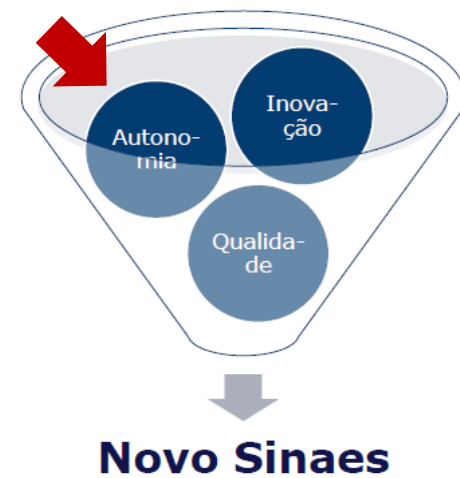 Inova-
ção
Autono-
mia
Qualida-
de
Novo Sinaes